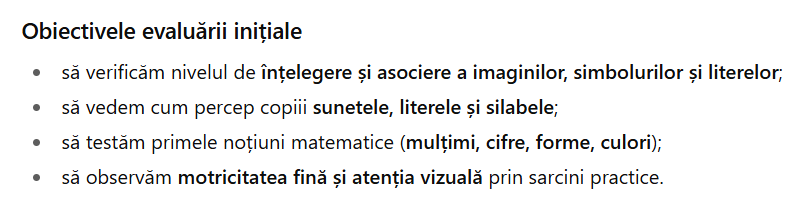 Obiectivele evaluării inițiale
• să verificăm nivelul de înțelegere și asociere a imaginilor, simbolurilor și literelor;
• să vedem cum percep copiii sunetele, literele și silabele;
• să testăm primele noțiuni matematice (mulțimi, cifre, forme, culori);
• să observăm motricitatea fină și atenția vizuală prin sarcini practice.